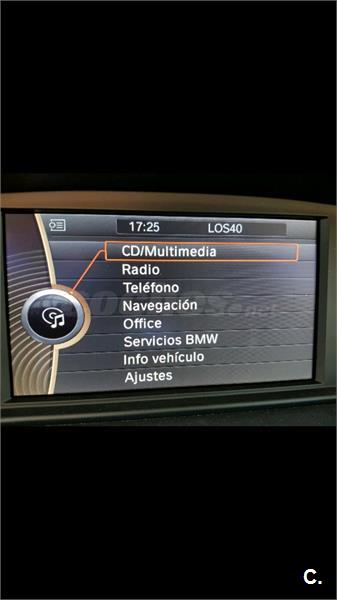 17:25 LOS40
CD/Multimedia
Radio
Teléfono
Navegación
Office
Servicios BMW
Info vehículo
Ajustes
C.